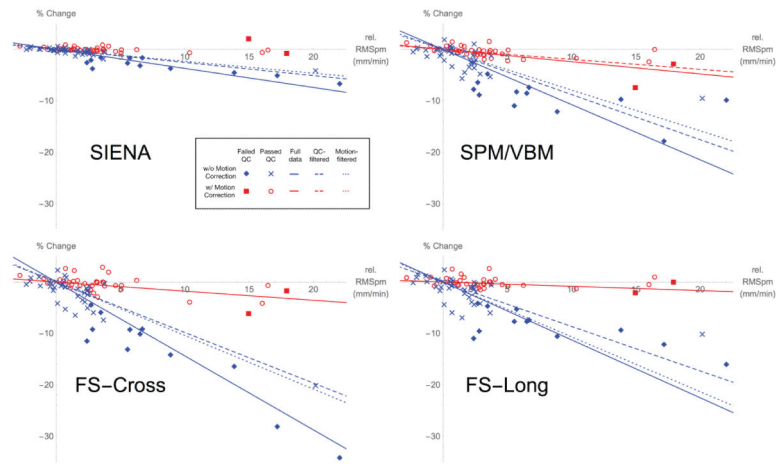 % Change
rel.
RMSpm
(mm/min)
5
10
15
20
−10
−20
−30
SIENA
Failed QC
Passed QC
Full data
QC-filtered
Motion-filtered
w/o Motion Correction
w/ Motion Correction
% Change
rel.
RMSpm
(mm/min)
5
10
15
20
−10
−20
−30
SPM/VBM
% Change
rel.
RMSpm
(mm/min)
5
10
15
20
−10
−20
−30
FS−Cross
% Change
rel.
RMSpm
(mm/min)
5
10
15
20
−10
−20
−30
FS−Long